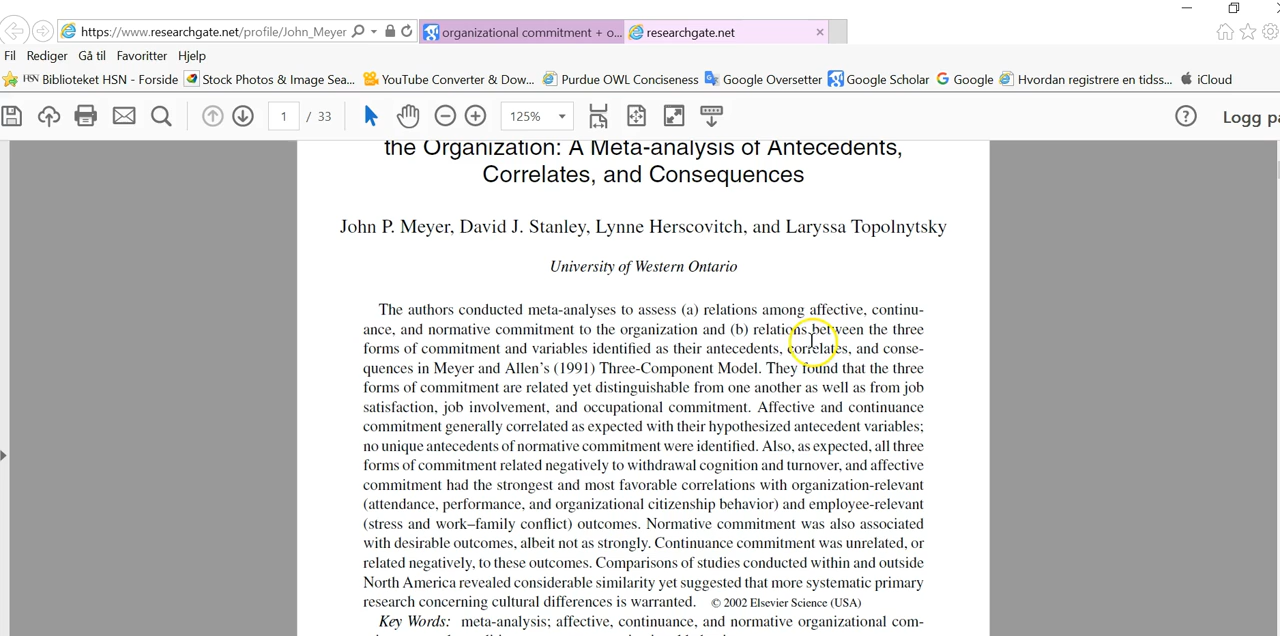 https://www.researchgate.net/profile/John_Meyer
organizational commitment + o...
researchgate.net
Fil Rediger Gå til Favoritter Hjelp
HSN Biblioteket HSN - Forside
Stock Photos & Image Sea...
YouTube Converter & Dow...
Purdue OWL Conciseness
Google Oversetter
Google Scholar
Google
Hvordan registrere en tidss...
iCloud
1 / 33
125%
Logg på
the Organization: A Meta-analysis of Antecedents,
Correlates, and Consequences
John P. Meyer, David J. Stanley, Lynne Herscovitch, and Laryssa Topolnytsky
University of Western Ontario
The authors conducted meta-analyses to assess (a) relations among affective, continu-
ance, and normative commitment to the organization and (b) relations between the three
forms of commitment and variables identified as their antecedents, correlates, and conse-
quences in Meyer and Allen's (1991) Three-Component Model. They found that the three
forms of commitment are related yet distinguishable from one another as well as from job
satisfaction, job involvement, and occupational commitment. Affective and continuance
commitment generally correlated as expected with their hypothesized antecedent variables;
no unique antecedents of normative commitment were identified. Also, as expected, all three
forms of commitment related negatively to withdrawal cognition and turnover, and affective
commitment had the strongest and most favorable correlations with organization-relevant
(attendance, performance, and organizational citizenship behavior) and employee-relevant
(stress and work–family conflict) outcomes. Normative commitment was also associated
with desirable outcomes, albeit not as strongly. Continuance commitment was unrelated, or
related negatively, to these outcomes. Comparisons of studies conducted within and outside
North America revealed considerable similarity yet suggested that more systematic primary
research concerning cultural differences is warranted. © 2002 Elsevier Science (USA)
Key Words: meta-analysis; affective, continuance, and normative organizational com-